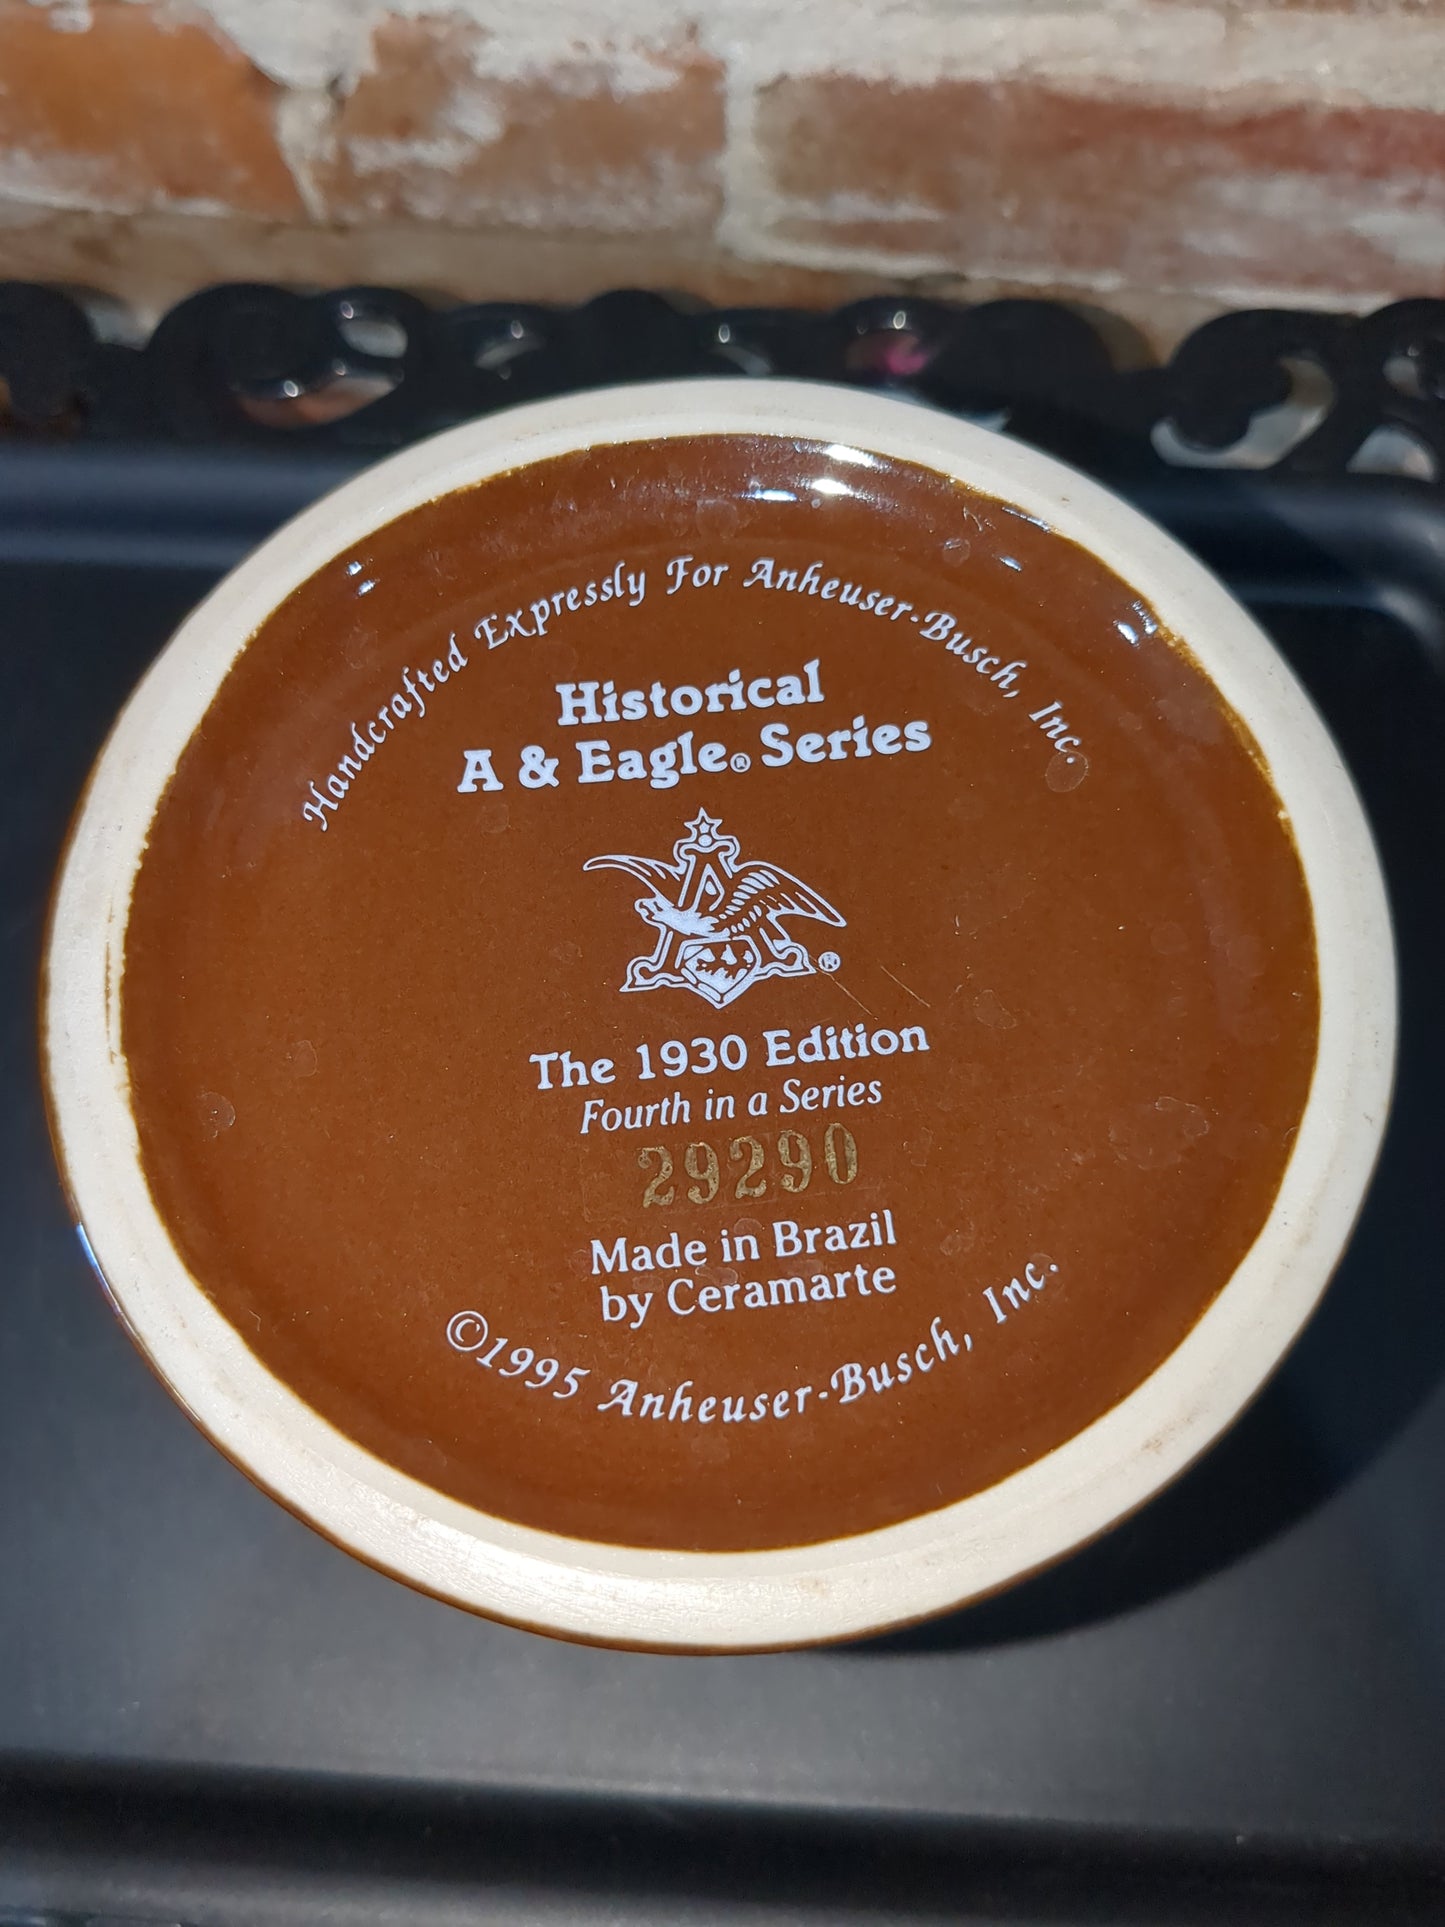 Handcrafted Expressly For Anheuser-Busch, Inc.
Historical
A & Eagle® Series
®
The 1930 Edition
Fourth in a Series
29290
Made in Brazil
by Ceramarte
©1995 Anheuser-Busch, Inc.